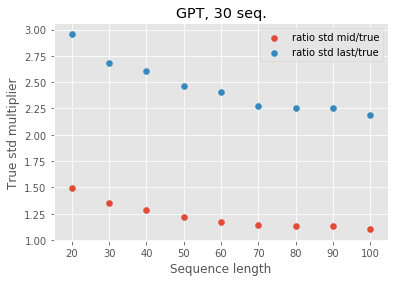 GPT, 30 seq.
ratio std mid/true
ratio std last/true
True std multiplier
3.00
2.75
2.50
2.25
2.00
1.75
1.50
1.25
1.00
20 30 40 50 60 70 80 90 100
Sequence length